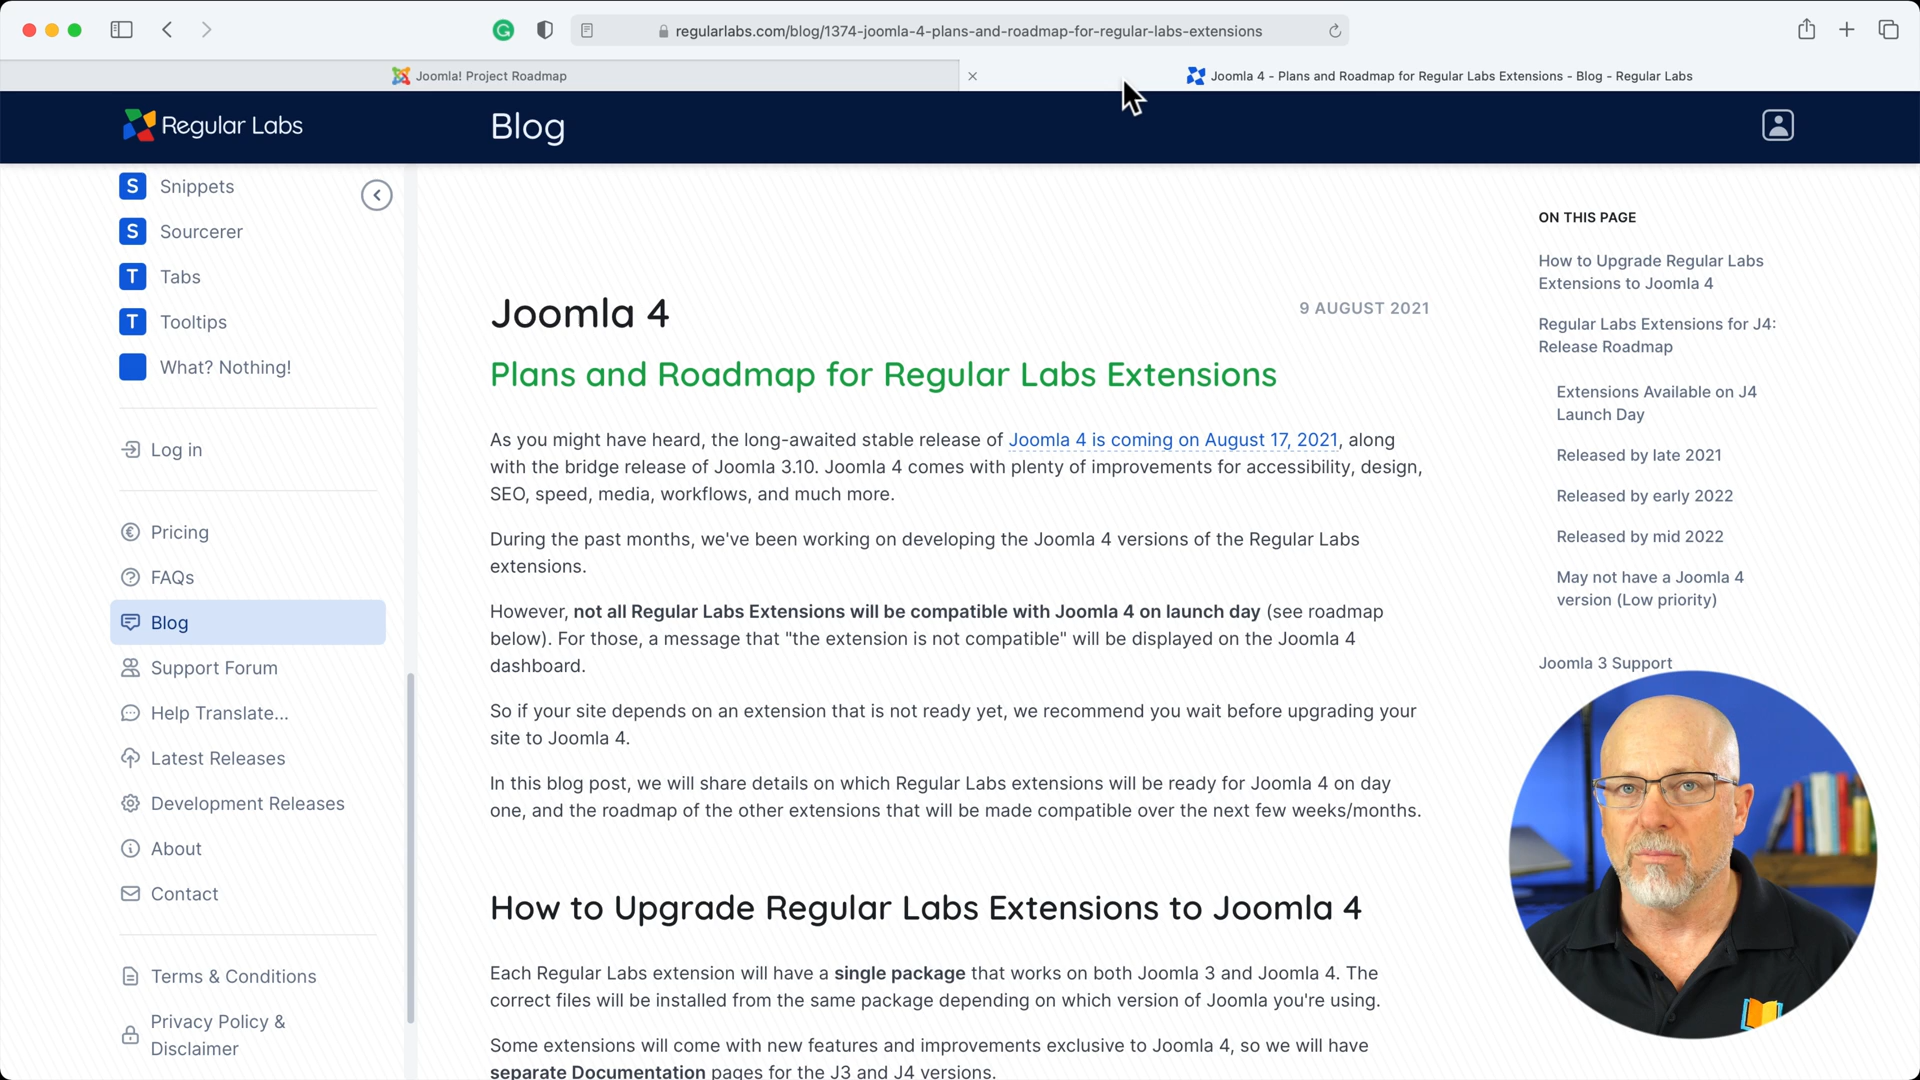 regularlabs.com/blog/1374-joomla-4-plans-and-roadmap-for-regular-labs-extensions
Joomla! Project Roadmap
Joomla 4 - Plans and Roadmap for Regular Labs Extensions - Blog - Regular Labs
Regular Labs
Blog
S Snippets
S Sourcerer
T Tabs
T Tooltips
What? Nothing!
Log in
Pricing
FAQs
Blog
Support Forum
Help Translate...
Latest Releases
Development Releases
About
Contact
Terms & Conditions
Privacy Policy &
Disclaimer
Joomla 4
9 AUGUST 2021
Plans and Roadmap for Regular Labs Extensions
As you might have heard, the long-awaited stable release of Joomla 4 is coming on August 17, 2021, along
with the bridge release of Joomla 3.10. Joomla 4 comes with plenty of improvements for accessibility, design,
SEO, speed, media, workflows, and much more.
During the past months, we've been working on developing the Joomla 4 versions of the Regular Labs
extensions.
However, not all Regular Labs Extensions will be compatible with Joomla 4 on launch day (see roadmap
below). For those, a message that "the extension is not compatible" will be displayed on the Joomla 4
dashboard.
So if your site depends on an extension that is not ready yet, we recommend you wait before upgrading your
site to Joomla 4.
In this blog post, we will share details on which Regular Labs extensions will be ready for Joomla 4 on day
one, and the roadmap of the other extensions that will be made compatible over the next few weeks/months.
How to Upgrade Regular Labs Extensions to Joomla 4
Each Regular Labs extension will have a single package that works on both Joomla 3 and Joomla 4. The
correct files will be installed from the same package depending on which version of Joomla you're using.
Some extensions will come with new features and improvements exclusive to Joomla 4, so we will have
separate Documentation pages for the J3 and J4 versions.
ON THIS PAGE
How to Upgrade Regular Labs
Extensions to Joomla 4
Regular Labs Extensions for J4:
Release Roadmap
Extensions Available on J4
Launch Day
Released by late 2021
Released by early 2022
Released by mid 2022
May not have a Joomla 4
version (Low priority)
Joomla 3 Support